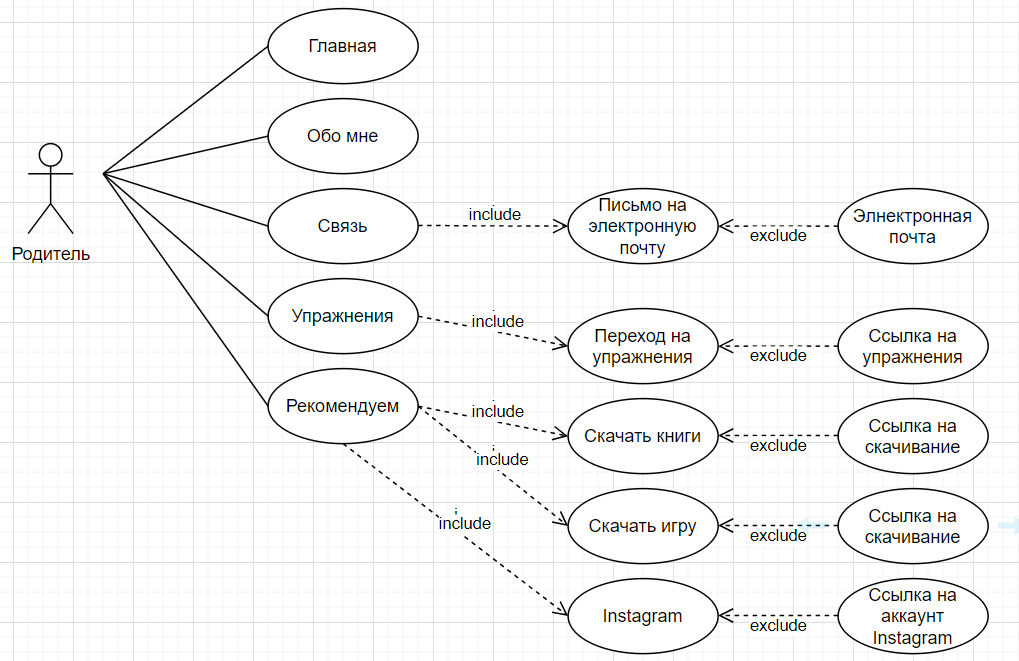 Главная
Обо мне
Родитель
Связь
include
Письмо на
электронную
почту
exclude
Элнектронная
почта
Упражнения
include
Переход на
упражнения
exclude
Ссылка на
упражнения
Рекомендуем
include
Скачать книги
exclude
Ссылка на
скачивание
include
Скачать игру
exclude
Ссылка на
скачивание
include
Instagram
exclude
Ссылка на
аккаунт
Instagram